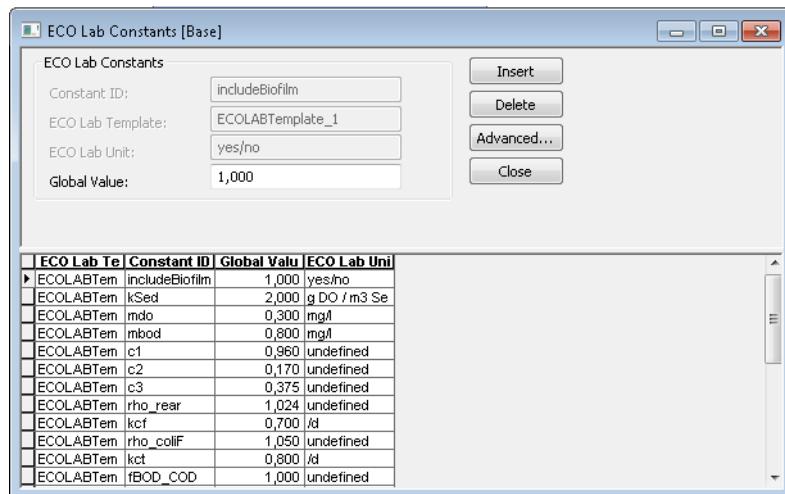 ECO Lab Constants [Base]
ECO Lab Constants
Constant ID: includeBiofilm
ECO Lab Template: ECOLABTemplate_1
ECO Lab Unit: yes/no
Global Value: 1,000
Insert
Delete
Advanced...
Close
ECO Lab Te Constant ID Global Valu ECO Lab Uni
ECOLABTem includeBiofilm 1,000 yes/no
ECOLABTem kSed 2,000 g DO / m3 Se
ECOLABTem mdo 0,300 mg/l
ECOLABTem mbod 0,800 mg/l
ECOLABTem c1 0,960 undefined
ECOLABTem c2 0,170 undefined
ECOLABTem c3 0,375 undefined
ECOLABTem rho_rear 1,024 undefined
ECOLABTem kcf 0,700 /d
ECOLABTem rho_coliF 1,050 undefined
ECOLABTem kct 0,800 /d
ECOLABTem fBOD_COD 1,000 undefined